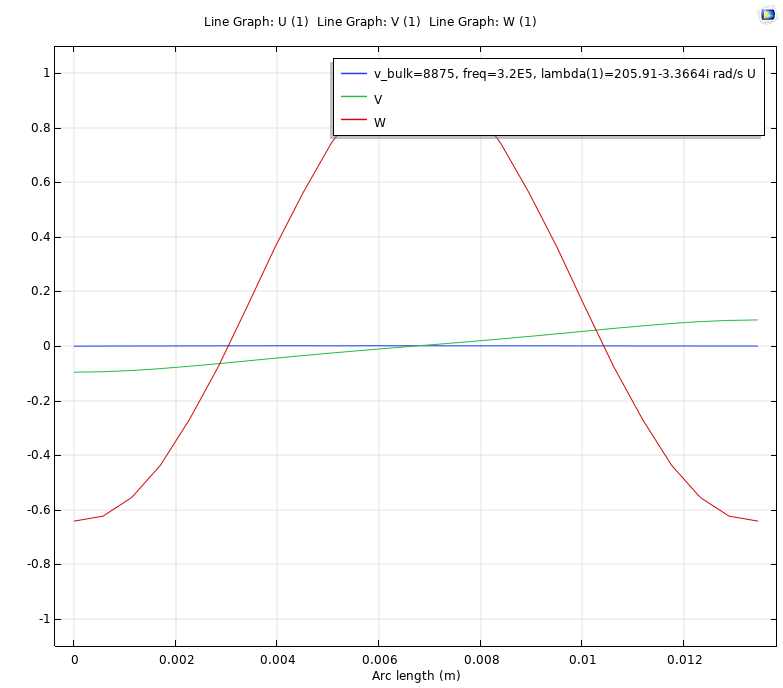 Line Graph: U (1) Line Graph: V (1) Line Graph: W (1)
v_bulk=8875, freq=3.2E5, lambda(1)=205.91-3.3664i rad/s U
V
W
1
0.8
0.6
0.4
0.2
0
-0.2
-0.4
-0.6
-0.8
-1
0 0.002 0.004 0.006 0.008 0.01 0.012
Arc length (m)